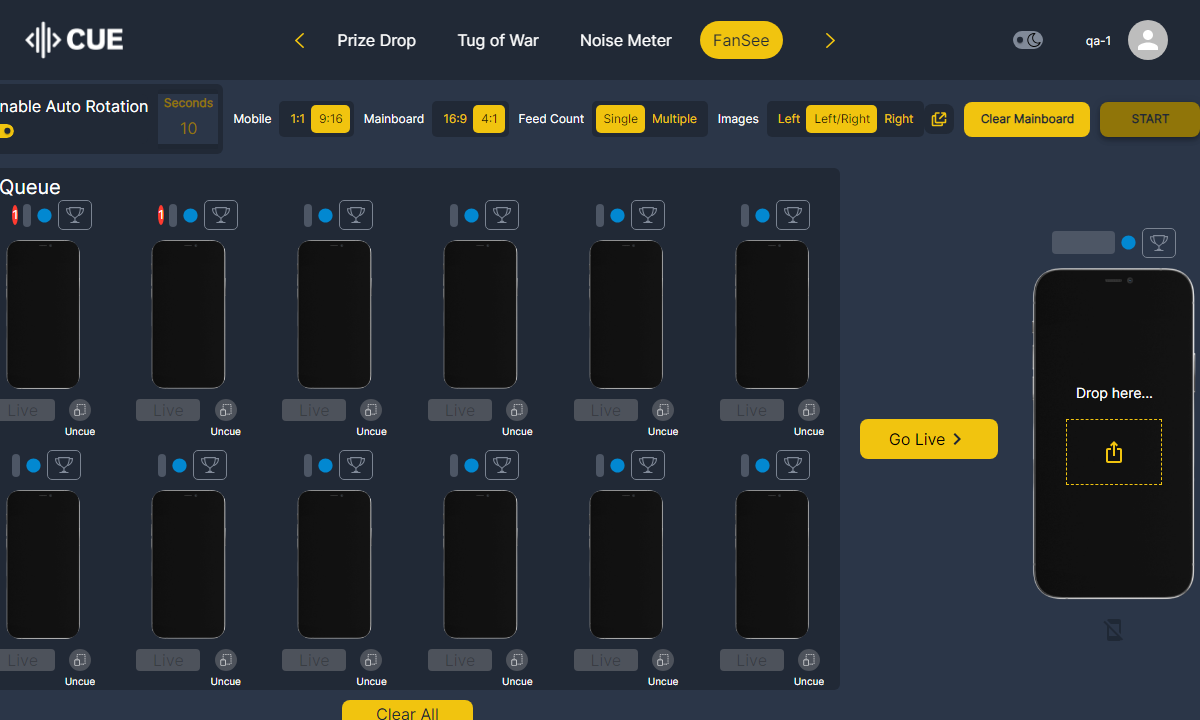 CUE
Prize Drop
Tug of War
Noise Meter
FanSee
qa-1
nable Auto Rotation
Seconds
10
Mobile
1:1
9:16
Mainboard
16:9
4:1
Feed Count
Single
Multiple
Images
Left
Left/Right
Right
Clear Mainboard
START
Queue
1
1
Live
Live
Live
Live
Live
Live
Uncue
Uncue
Uncue
Uncue
Uncue
Uncue
Go Live
Drop here...
Live
Live
Live
Live
Live
Live
Uncue
Uncue
Uncue
Uncue
Uncue
Uncue
Clear All